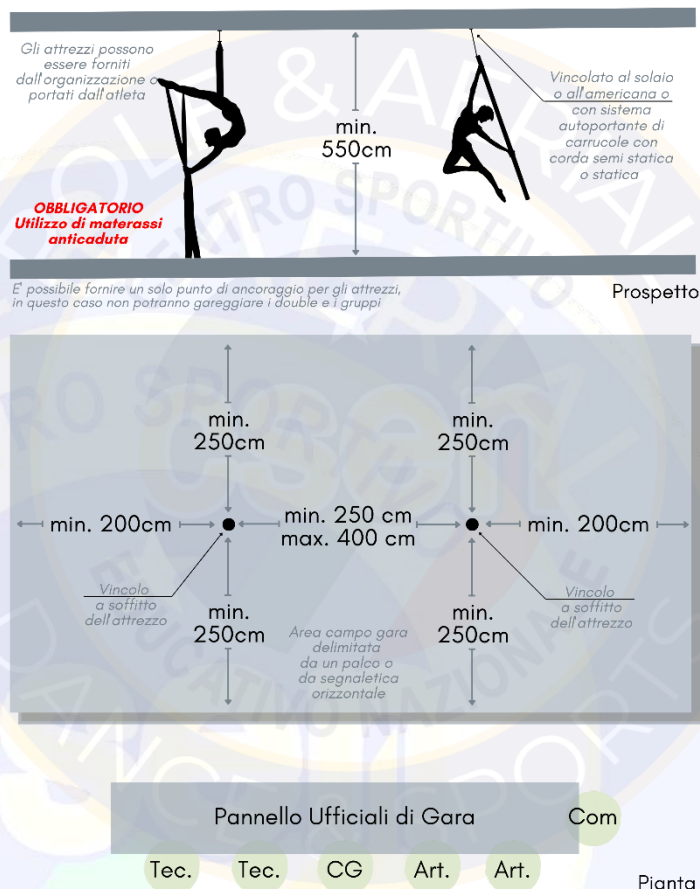 Gli attrezzi possono
essere forniti
dall'organizzazione o
portati dall'atleta
OBBLIGATORIO
Utilizzo di materassi
anticaduta
min.
550cm
Vincolato al solaio
o all'americana o
con sistema
autoportante di
carrucole con
corda semi statica
o statica
E' possibile fornire un solo punto di ancoraggio per gli attrezzi,
in questo caso non potranno gareggiare i double e i gruppi
Prospetto
min.
250cm
min.
250cm
min. 200cm
min. 250 cm
max. 400 cm
min. 200cm
Vincolo
a soffitto
dell'attrezzo
Vincolo
a soffitto
dell'attrezzo
min.
250cm
min.
250cm
Area campo gara
delimitata
da un palco o
da segnaletica
orizzontale
Pannello Ufficiali di Gara
Com
Tec.
Tec.
CG
Art.
Art.
Pianta